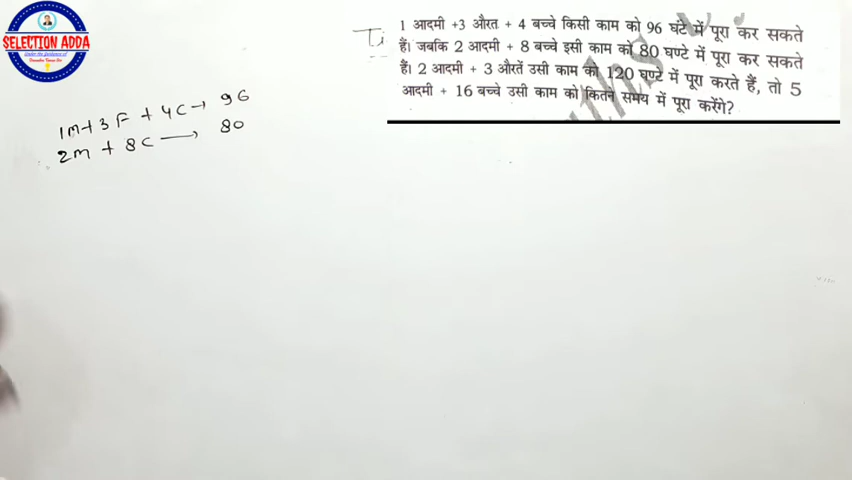 SELECTION ADDA
1 आदमी +3 औरत + 4 बच्चे किसी काम को 96 घंटे में पूरा कर सकते
हैं। जबकि 2 आदमी + 8 बच्चे इसी काम को 80 घण्टे में पूरा कर सकते
हैं। 2 आदमी + 3 औरतें उसी काम को 120 घण्टे में पूरा करते हैं, तो 5
आदमी + 16 बच्चे उसी काम को कितने समय में पूरा करेंगे?
1M+ 3F + 4C → 96
2M + 8C → 80